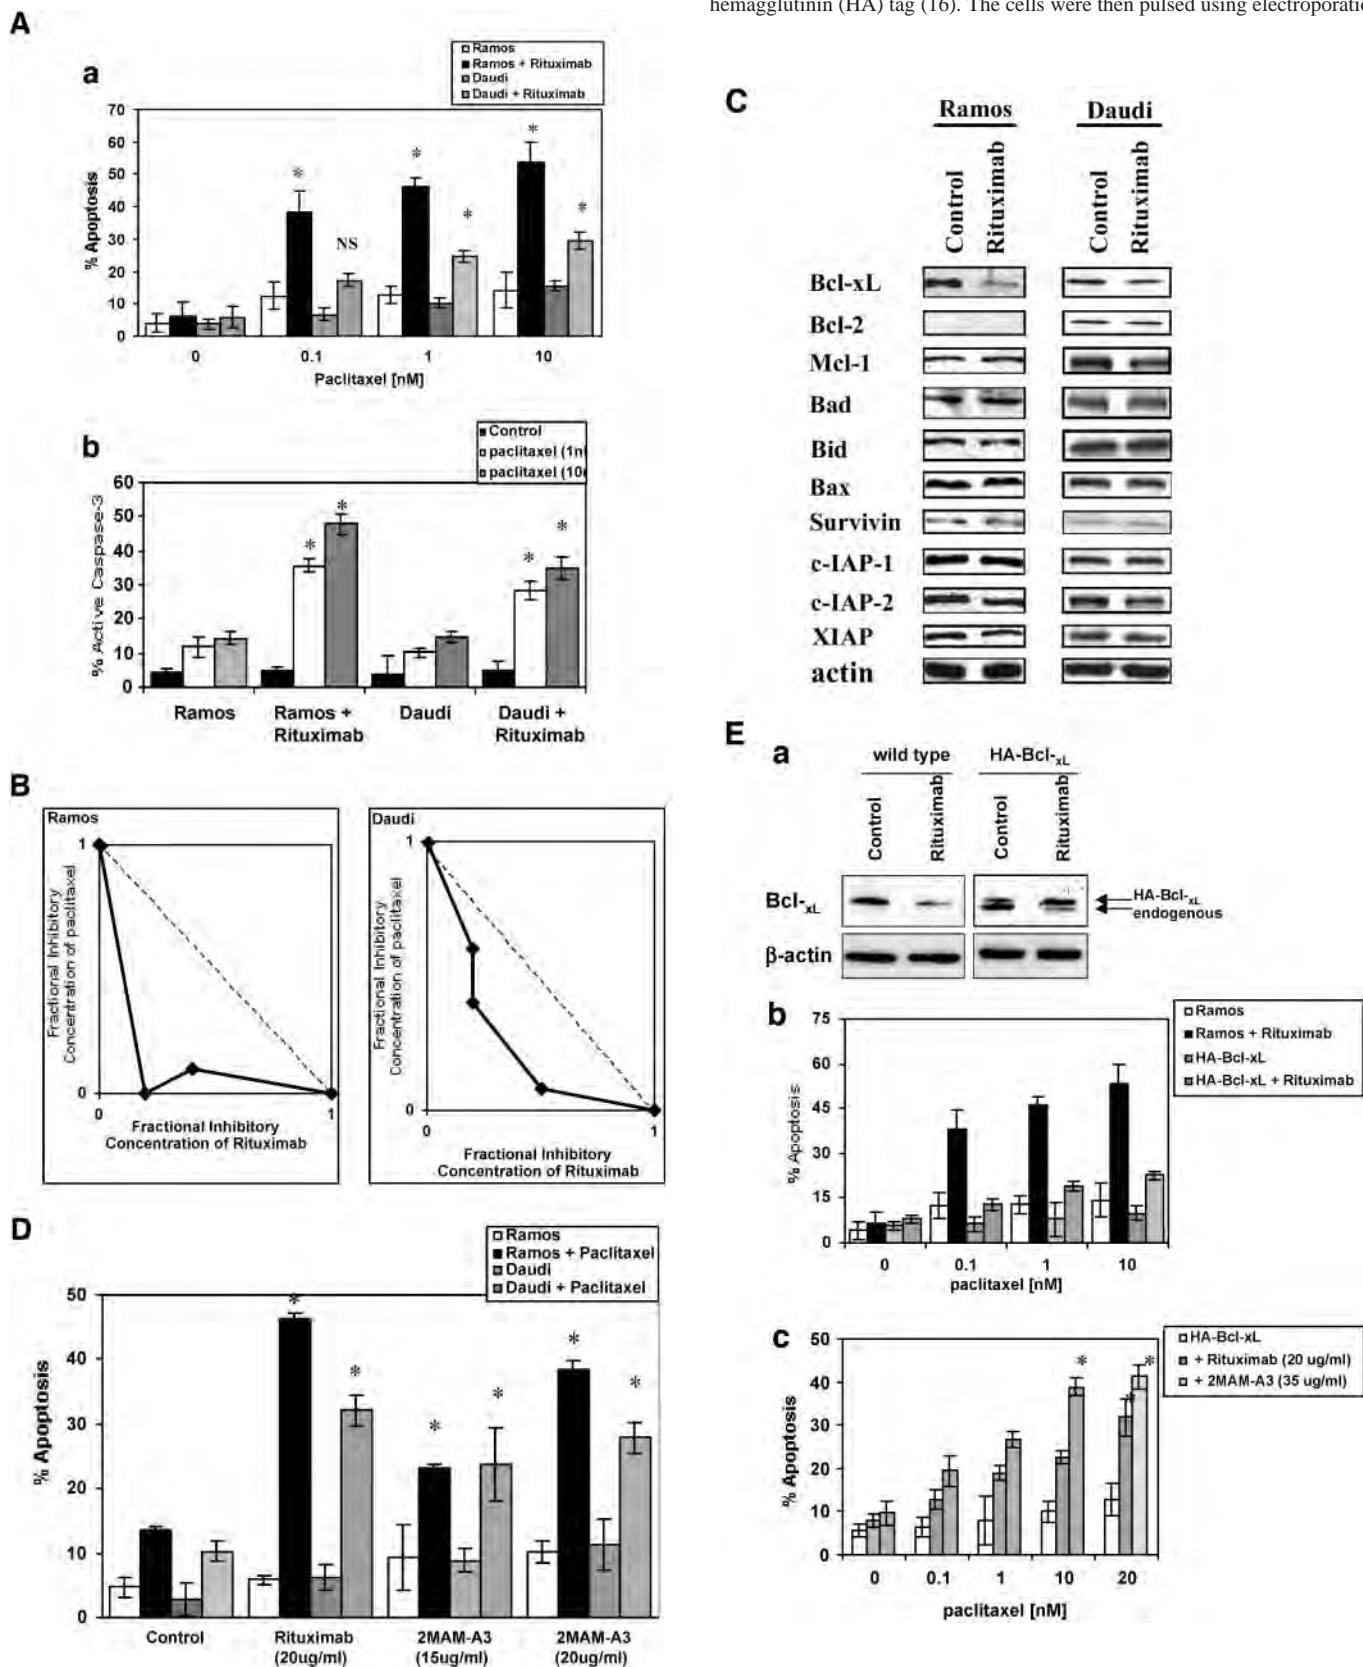 hemagglutinin (HA) tag (16). The cells were then pulsed using electroporatio
A
a
Ramos
Ramos + Rituximab
Daudi
Daudi + Rituximab
% Apoptosis
70
60
50
40
30
20
10
0
*
*
*
NS
*
*
0 0.1 1 10
Paclitaxel [nM]
b
Control
paclitaxel (1n
paclitaxel (10
% Active Caspase-3
60
50
40
30
20
10
0
*
*
*
*
Ramos Ramos + Daudi Daudi +
Rituximab Rituximab
B
Ramos
1
0
Fractional Inhibitory
Concentration of paclitaxel
0 1
Fractional Inhibitory
Concentration of Rituximab
Daudi
1
0
Fractional Inhibitory
Concentration of paclitaxel
0 1
Fractional Inhibitory
Concentration of Rituximab
C
Ramos Daudi
Control Rituximab Control Rituximab
Bcl-xL
Bcl-2
Mcl-1
Bad
Bid
Bax
Survivin
c-IAP-1
c-IAP-2
XIAP
actin
D
Ramos
Ramos + Paclitaxel
Daudi
Daudi + Paclitaxel
% Apoptosis
50
40
30
20
10
0
*
*
*
*
*
*
Control Rituximab 2MAM-A3 2MAM-A3
(20ug/ml) (15ug/ml) (20ug/ml)
E
a
wild type HA-Bcl-xL
Control Rituximab Control Rituximab
Bcl-xL
HA-Bcl-xL
endogenous
β-actin
b
Ramos
Ramos + Rituximab
HA-Bcl-xL
HA-Bcl-xL + Rituximab
% Apoptosis
75
60
45
30
15
0
0 0.1 1 10
paclitaxel [nM]
c
HA-Bcl-xL
+ Rituximab (20 ug/ml)
+ 2MAM-A3 (35 ug/ml)
% Apoptosis
50
40
30
20
10
0
*
*
*
0 0.1 1 10 20
paclitaxel [nM]